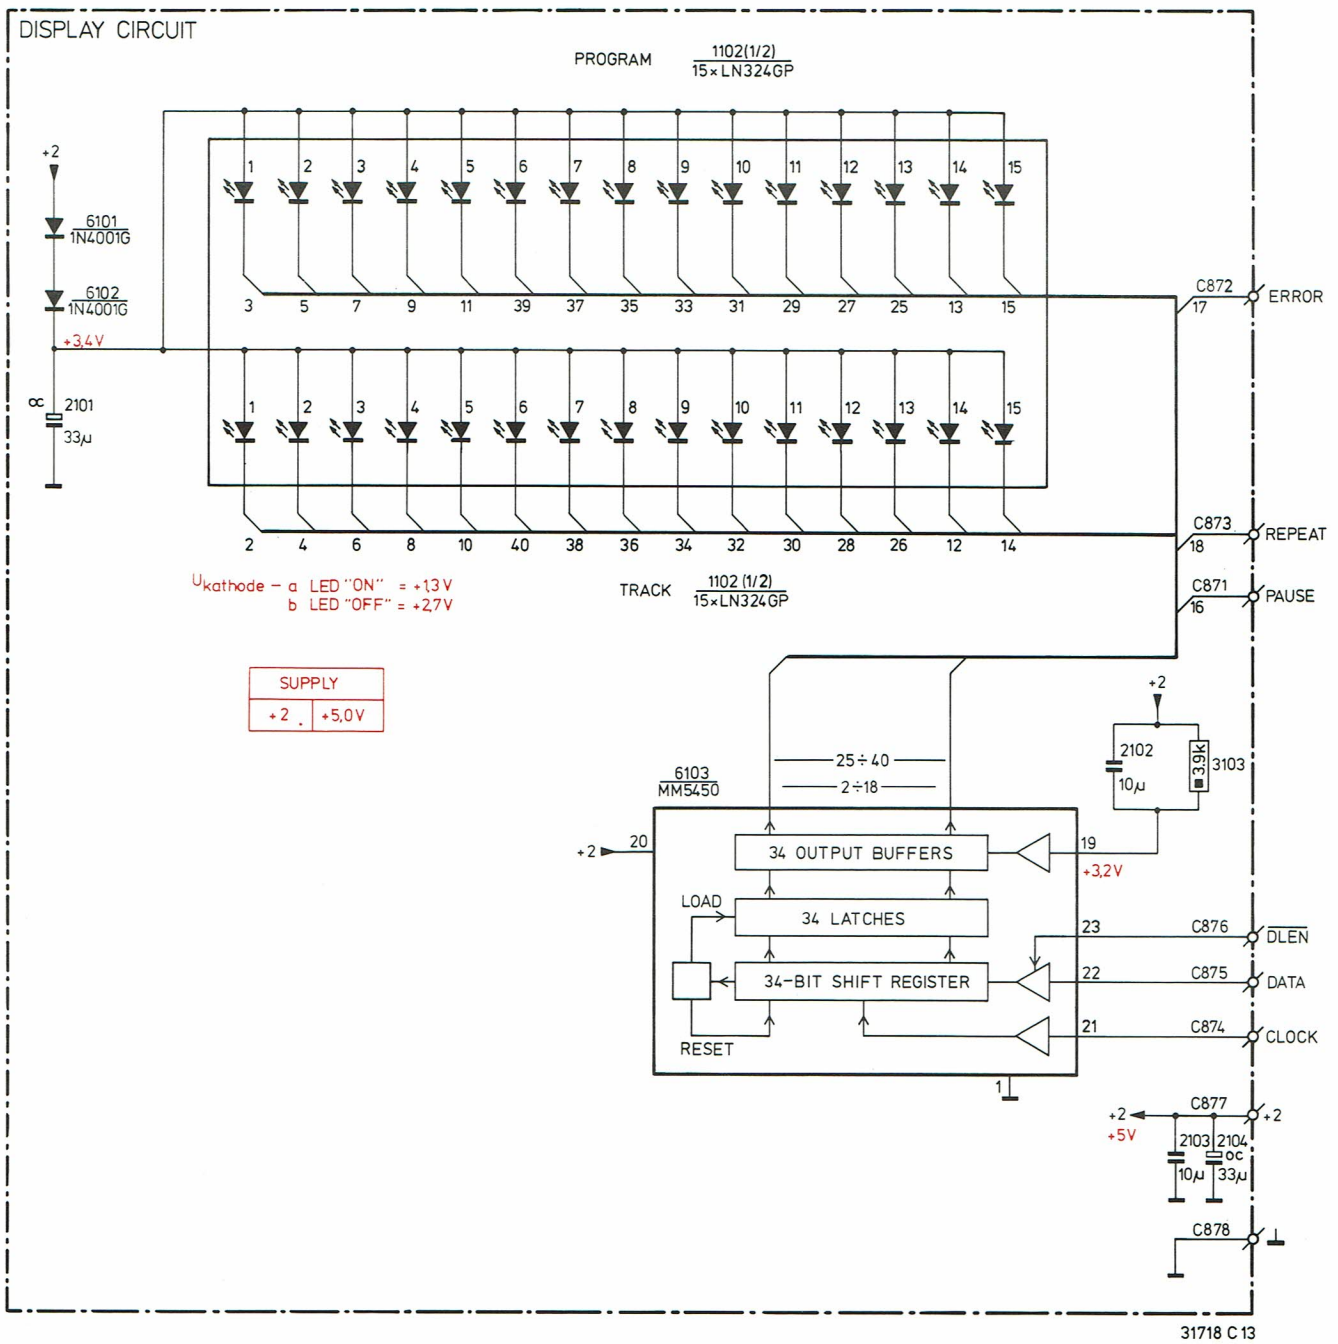 DISPLAY CIRCUIT
PROGRAM 1102(1/2)
15×LN324GP
+2
1 2 3 4 5 6 7 8 9 10 11 12 13 14 15
6101
1N4001G
6102
1N4001G
3 5 7 9 11 39 37 35 33 31 29 27 25 13 15
C872
17
ERROR
+3,4V
1 2 3 4 5 6 7 8 9 10 11 12 13 14 15
2101
33µ
2 4 6 8 10 40 38 36 34 32 30 28 26 12 14
C873
18
REPEAT
Ukathode – a LED "ON" = +1,3V
b LED "OFF" = +2,7V
TRACK 1102 (1/2)
15×LN324GP
C871
16
PAUSE
SUPPLY
+2 . +5,0V
+2
2102
10µ
3.9k
3103
25÷40
2÷18
6103
MM5450
+2 20
34 OUTPUT BUFFERS
19
+3,2V
LOAD
34 LATCHES
23 C876 DLEN
34-BIT SHIFT REGISTER
22 C875 DATA
21 C874 CLOCK
RESET
1
C877
+2 +2
+5V
2103
10µ
2104
33µ
C878
31718 C 13